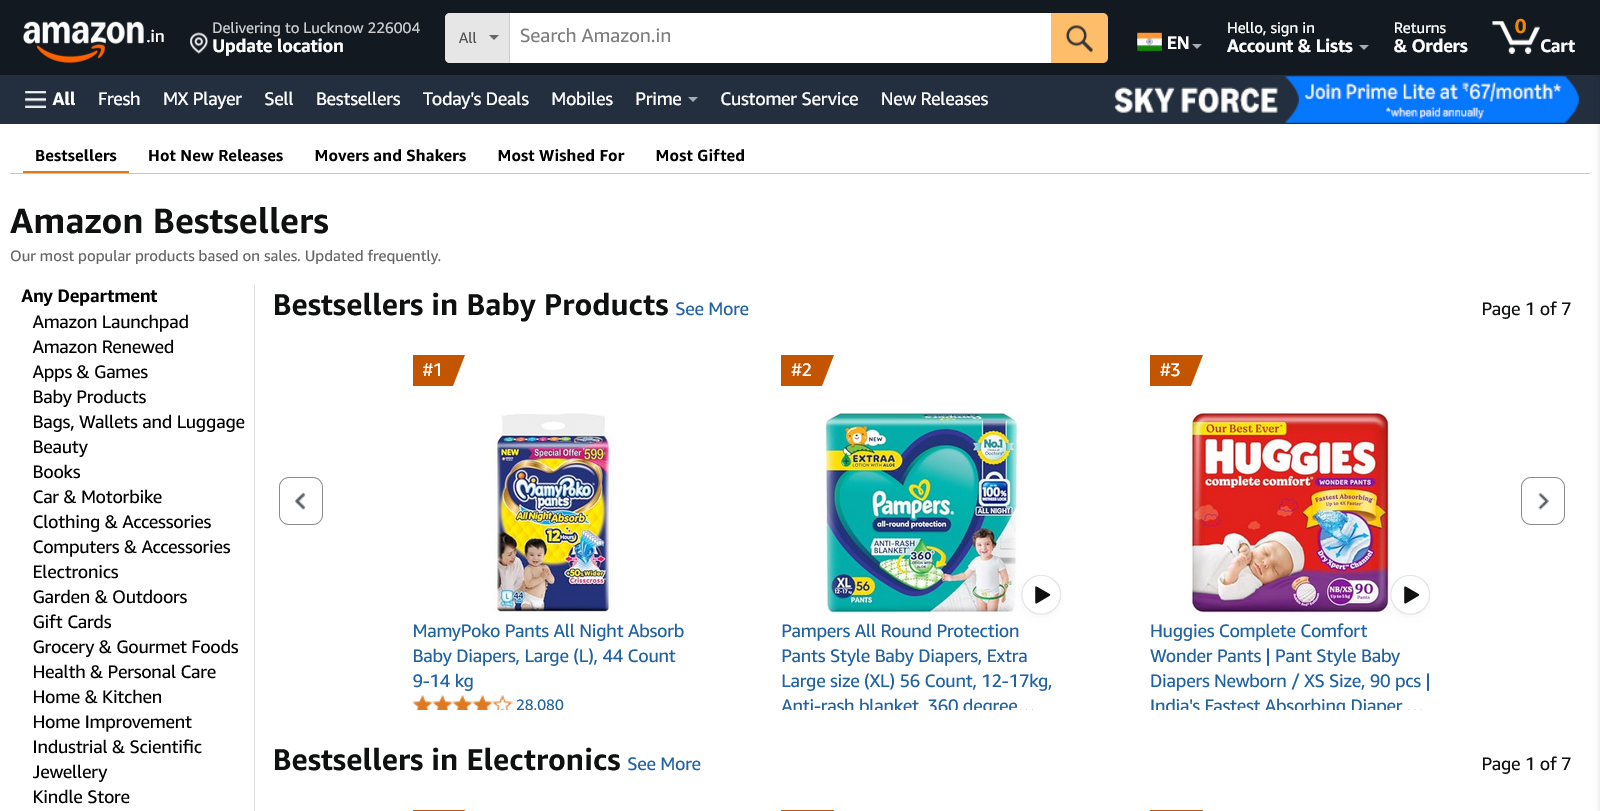 amazon.in
Delivering to Lucknow 226004
Update location
All
Search Amazon.in
EN
Hello, sign in
Account & Lists
Returns
& Orders
0
Cart
All
Fresh
MX Player
Sell
Bestsellers
Today's Deals
Mobiles
Prime
Customer Service
New Releases
SKY FORCE
Join Prime Lite at ₹67/month*
*when paid annually
Bestsellers
Hot New Releases
Movers and Shakers
Most Wished For
Most Gifted
Amazon Bestsellers
Our most popular products based on sales. Updated frequently.
Any Department
Amazon Launchpad
Amazon Renewed
Apps & Games
Baby Products
Bags, Wallets and Luggage
Beauty
Books
Car & Motorbike
Clothing & Accessories
Computers & Accessories
Electronics
Garden & Outdoors
Gift Cards
Grocery & Gourmet Foods
Health & Personal Care
Home & Kitchen
Home Improvement
Industrial & Scientific
Jewellery
Kindle Store
Bestsellers in Baby Products See More
Page 1 of 7
#1
NEW
Special Offer 599
MamyPoko
pants
All Night Absorb
12 Hours
+50% Wider
Crisscross
L 44
MamyPoko Pants All Night Absorb
Baby Diapers, Large (L), 44 Count
9-14 kg
28,080
#2
NEW
EXTRAA
LOTION WITH ALOE
No.1
Pampers.
all-round protection
100%
ALL NIGHT
ANTI-RASH
BLANKET
360
XL
12-17 kg
56
PANTS
Pampers All Round Protection
Pants Style Baby Diapers, Extra
Large size (XL) 56 Count, 12-17kg,
Anti-rash blanket, 360 degree…
#3
Our Best Ever
HUGGIES
complete comfort
WONDER PANTS
Fastest Absorbing
Dry Xpert Channel
NB/XS
Up to 5 kg
90
Pants
Huggies Complete Comfort
Wonder Pants | Pant Style Baby
Diapers Newborn / XS Size, 90 pcs |
India's Fastest Absorbing Diaper …
Bestsellers in Electronics See More
Page 1 of 7